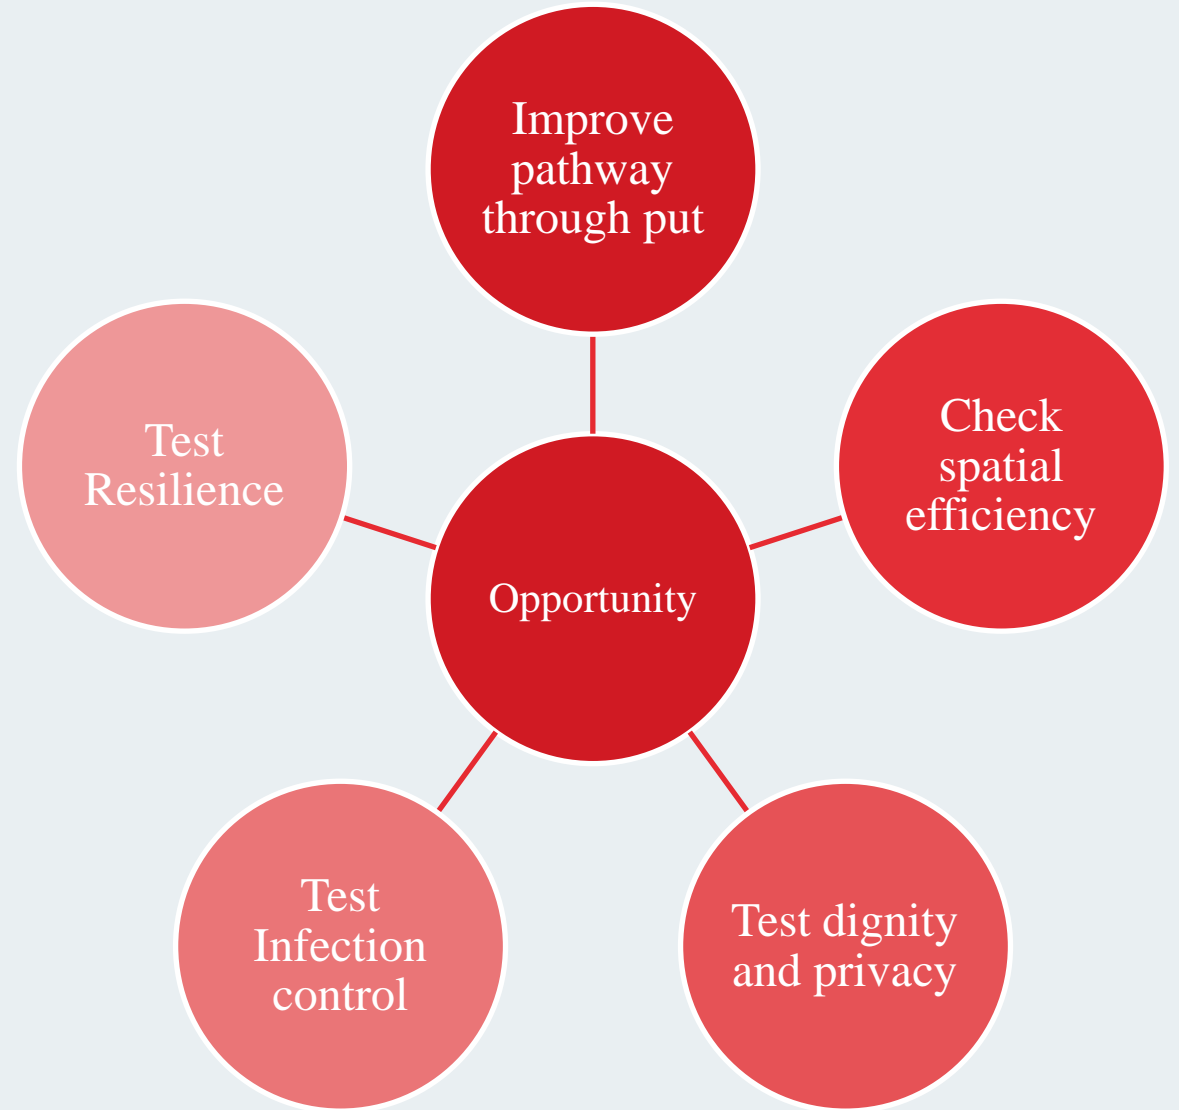 Improve
pathway
through put
Check
spatial
efficiency
Test dignity
and privacy
Test
Infection
control
Test
Resilience
Opportunity